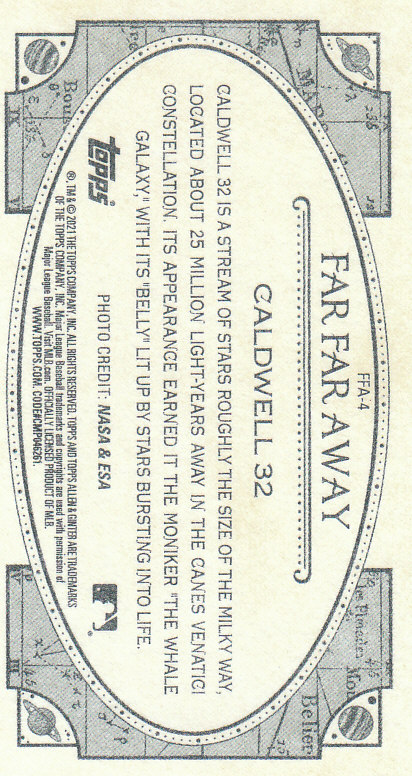 FFA-4
FAR FAR AWAY
CALDWELL 32
CALDWELL 32 IS A STREAM OF STARS ROUGHLY THE SIZE OF THE MILKY WAY,
LOCATED ABOUT 25 MILLION LIGHT-YEARS AWAY IN THE CANES VENATICI
CONSTELLATION. ITS APPEARANCE EARNED IT THE MONIKER "THE WHALE
GALAXY," WITH ITS "BELLY" LIT UP BY STARS BURSTING INTO LIFE.
topps
PHOTO CREDIT: NASA & ESA
®, TM & © 2021 THE TOPPS COMPANY, INC. ALL RIGHTS RESERVED. TOPPS AND TOPPS ALLEN & GINTER ARE TRADEMARKS
OF THE TOPPS COMPANY, INC. Major League Baseball trademarks and copyrights are used with permission of
Major League Baseball. Visit MLB.com. OFFICIALLY LICENSED PRODUCT OF MLB.
WWW.TOPPS.COM. CODE#CMP046261.